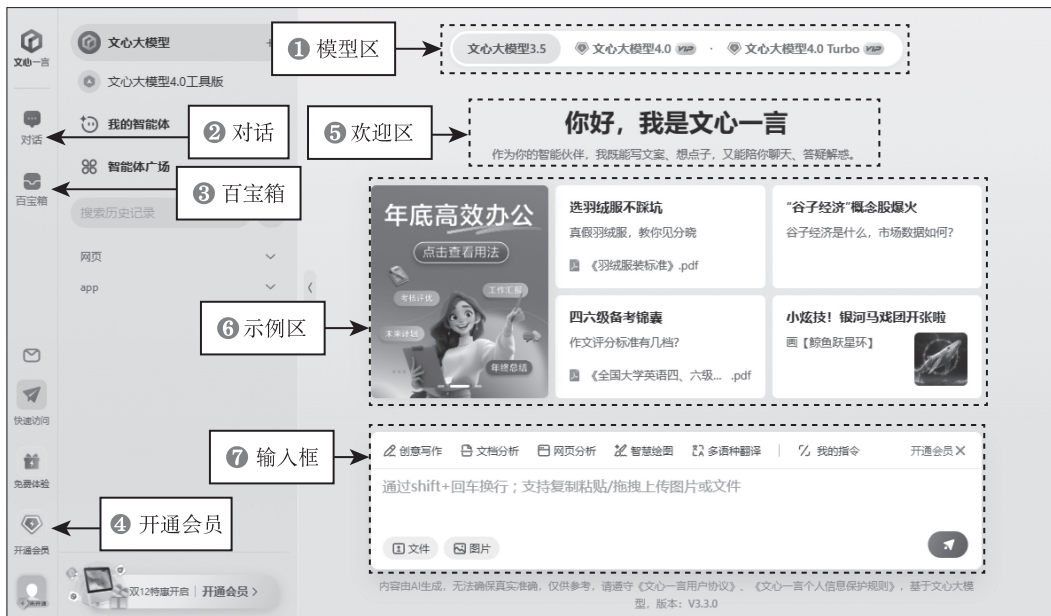 文心一言
对话
百宝箱
快速访问
免费体验
开通会员
文心大模型
文心大模型4.0工具版
我的智能体
智能体广场
搜索历史记录
网页
app
双12特惠开启 | 开通会员 >
❶ 模型区
❷ 对话
❸ 百宝箱
❹ 开通会员
❺ 欢迎区
❻ 示例区
❼ 输入框
文心大模型3.5 文心大模型4.0 VIP · 文心大模型4.0 Turbo VIP
你好，我是文心一言
作为你的智能伙伴，我既能写文案、想点子，又能陪你聊天、答疑解惑。
年底高效办公
点击查看用法
工作汇报
考核评优
未来计划
年终总结
选羽绒服不踩坑
真假羽绒服，教你见分晓
《羽绒服装标准》.pdf
“谷子经济”概念股爆火
谷子经济是什么，市场数据如何？
四六级备考锦囊
作文评分标准有几档？
《全国大学英语四、六级... .pdf
小炫技！银河马戏团开张啦
画【鲸鱼跃星环】
创意写作 文档分析 网页分析 智慧绘图 多语种翻译 | 我的指令 开通会员
通过shift+回车换行；支持复制粘贴/拖拽上传图片或文件
文件 图片
内容由AI生成，无法确保真实准确，仅供参考，请遵守《文心一言用户协议》、《文心一言个人信息保护规则》，基于文心大模
型，版本：V3.3.0